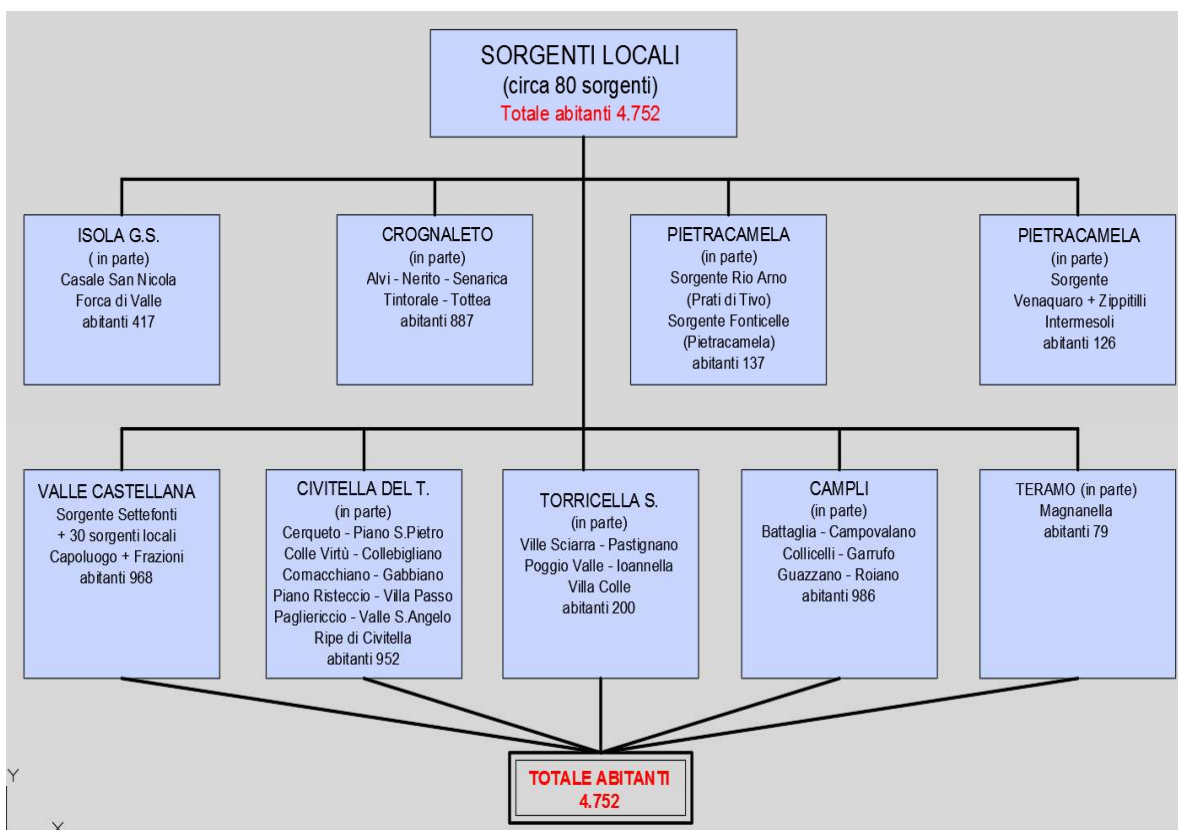 SORGENTI LOCALI
(circa 80 sorgenti)
Totale abitanti 4.752
ISOLA G.S.
( in parte)
Casale San Nicola
Forca di Valle
abitanti 417
CROGNALETO
(in parte)
Alvi - Nerito - Senarica
Tintorale - Tottea
abitanti 887
PIETRACAMELA
(in parte)
Sorgente Rio Arno
(Prati di Tivo)
Sorgente Fonticelle
(Pietracamela)
abitanti 137
PIETRACAMELA
(in parte)
Sorgente
Venaquaro + Zippitilli
Intermesoli
abitanti 126
VALLE CASTELLANA
Sorgente Settefonti
+ 30 sorgenti locali
Capoluogo + Frazioni
abitanti 968
CIVITELLA DEL T.
(in parte)
Cerqueto - Piano S.Pietro
Colle Virtù - Collebigliano
Cornacchiano - Gabbiano
Piano Risteccio - Villa Passo
Pagliericcio - Valle S.Angelo
Ripe di Civitella
abitanti 952
TORRICELLA S.
(in parte)
Ville Sciarra - Pastignano
Poggio Valle - Ioannella
Villa Colle
abitanti 200
CAMPLI
(in parte)
Battaglia - Campovalano
Collicelli - Garrufo
Guazzano - Roiano
abitanti 986
TERAMO (in parte)
Magnanella
abitanti 79
TOTALE ABITANTI
4.752
Y
X